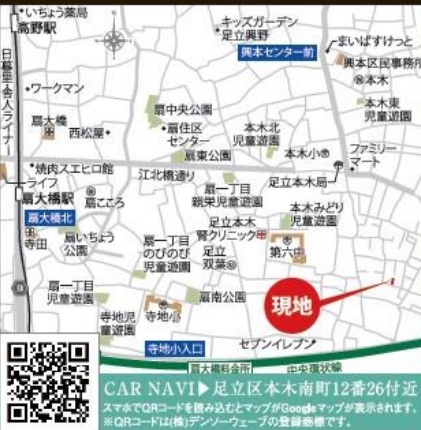 いちょう薬局
高野駅
キッズガーデン
足立興野
興本センター前
まいばすけっと
興本区民事務所
本木
日暮里舎人ライナー
ワークマン
扇大橋
西松屋
扇中央公園
扇住区
センター
扇東公園
本木北
児童遊園
本木小
本木東
児童遊園
ファミリー
マート
焼肉スエヒロ館
江北橋通り
足立本木局
ライフ
扇大橋駅
扇こころ
扇一丁目
親栄児童遊園
本木みどり
児童遊園
扇大橋北
寺田
扇いちょう
公園
扇一丁目
のびのび
児童遊園
足立本木
腎クリニック
足立
双葉
第六中
扇一丁目
児童遊園
扇南公園
現地
寺地児
童遊園
寺地小
寺地小入口
セブンイレブン
扇大橋料金所
中央環状線
CAR NAVI▶足立区本木南町12番26付近
スマホでQRコードを読み込むとマップがGoogleマップが表示されます。
※QRコードは(株)デンソーウェーブの登録商標です。